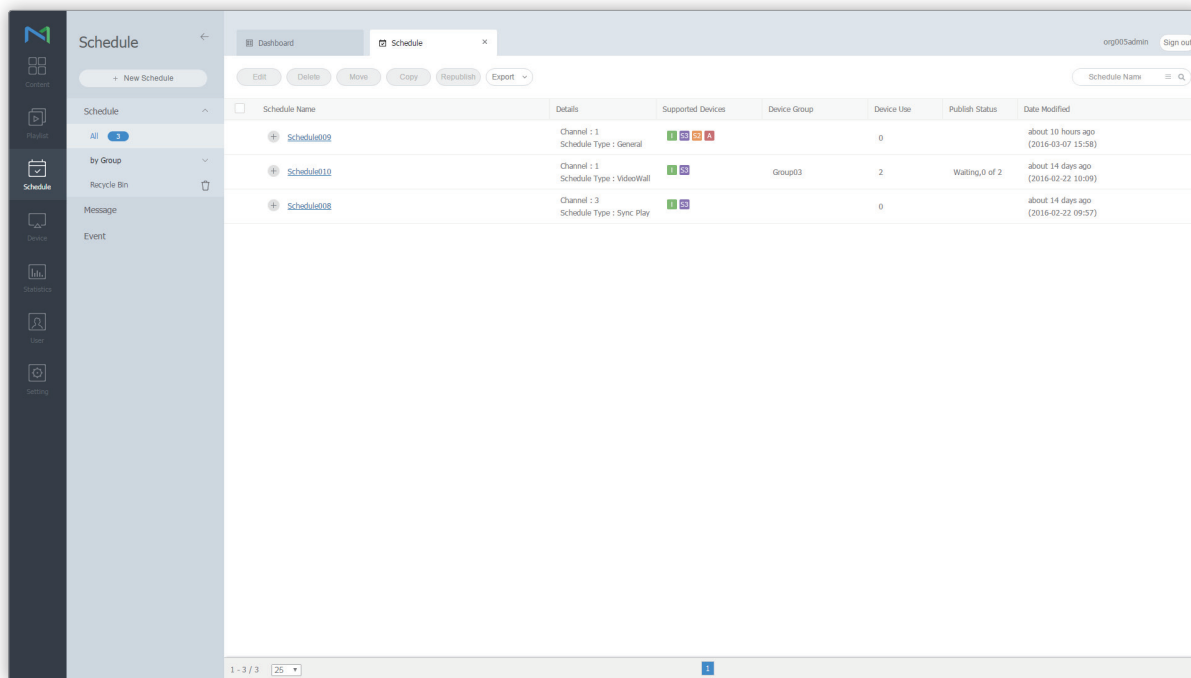 Schedule
Dashboard
Schedule
org005admin
Sign out
+ New Schedule
Edit
Delete
Move
Copy
Republish
Export
Schedule Name
Content
Playlist
Schedule
Device
Statistics
User
Setting
Schedule
All 3
by Group
Recycle Bin
Message
Event
Schedule Name Details Supported Devices Device Group Device Use Publish Status Date Modified
Schedule009
Channel : 1
Schedule Type : General
I S3 S2 A
0
about 10 hours ago
(2016-03-07 15:58)
Schedule010
Channel : 1
Schedule Type : VideoWall
I S3
Group03
2
Waiting,0 of 2
about 14 days ago
(2016-02-22 10:09)
Schedule008
Channel : 3
Schedule Type : Sync Play
I S3
0
about 14 days ago
(2016-02-22 09:57)
1 - 3 / 3
25
1